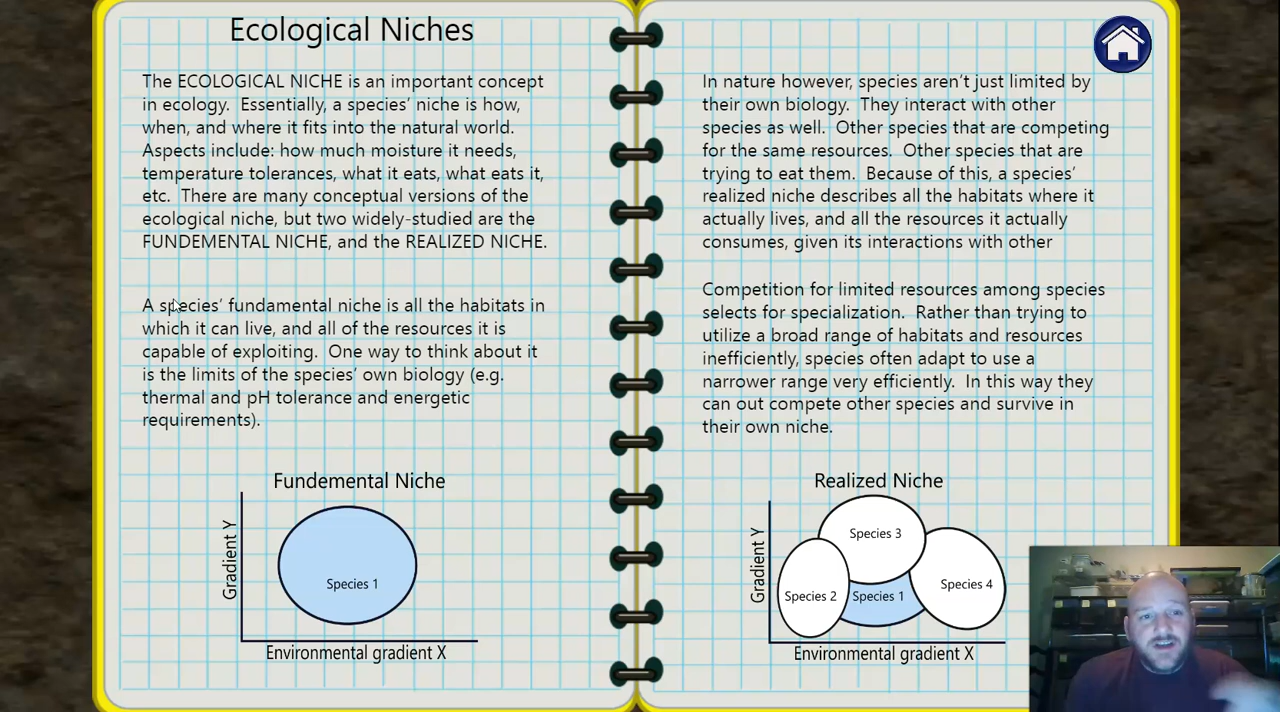 Ecological Niches
The ECOLOGICAL NICHE is an important concept
in ecology. Essentially, a species’ niche is how,
when, and where it fits into the natural world.
Aspects include: how much moisture it needs,
temperature tolerances, what it eats, what eats it,
etc. There are many conceptual versions of the
ecological niche, but two widely-studied are the
FUNDEMENTAL NICHE, and the REALIZED NICHE.
A species’ fundamental niche is all the habitats in
which it can live, and all of the resources it is
capable of exploiting. One way to think about it
is the limits of the species’ own biology (e.g.
thermal and pH tolerance and energetic
requirements).
Fundemental Niche
Gradient Y
Species 1
Environmental gradient X
In nature however, species aren’t just limited by
their own biology. They interact with other
species as well. Other species that are competing
for the same resources. Other species that are
trying to eat them. Because of this, a species’
realized niche describes all the habitats where it
actually lives, and all the resources it actually
consumes, given its interactions with other
Competition for limited resources among species
selects for specialization. Rather than trying to
utilize a broad range of habitats and resources
inefficiently, species often adapt to use a
narrower range very efficiently. In this way they
can out compete other species and survive in
their own niche.
Realized Niche
Gradient Y
Species 3
Species 2
Species 1
Species 4
Environmental gradient X